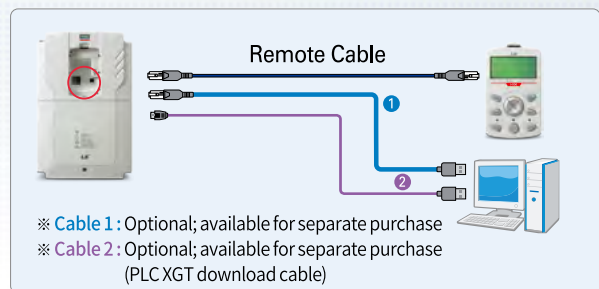 Remote Cable
1
2
※ Cable 1 : Optional; available for separate purchase
※ Cable 2 : Optional; available for separate purchase
(PLC XGT download cable)